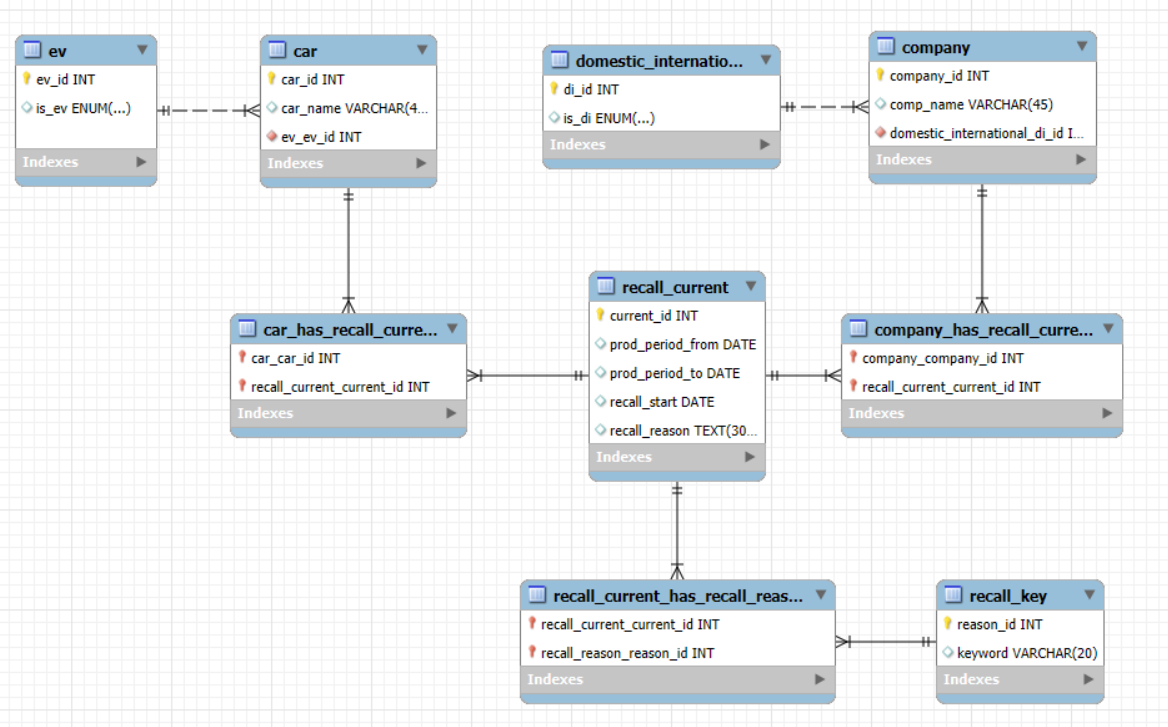 ev
ev_id INT
is_ev ENUM(...)
Indexes
car
car_id INT
car_name VARCHAR(4...
ev_ev_id INT
Indexes
domestic_internatio...
di_id INT
is_di ENUM(...)
Indexes
company
company_id INT
comp_name VARCHAR(45)
domestic_international_di_id I...
Indexes
car_has_recall_curre...
car_car_id INT
recall_current_current_id INT
Indexes
recall_current
current_id INT
prod_period_from DATE
prod_period_to DATE
recall_start DATE
recall_reason TEXT(30...
Indexes
company_has_recall_curre...
company_company_id INT
recall_current_current_id INT
Indexes
recall_current_has_recall_reas...
recall_current_current_id INT
recall_reason_reason_id INT
Indexes
recall_key
reason_id INT
keyword VARCHAR(20)
Indexes